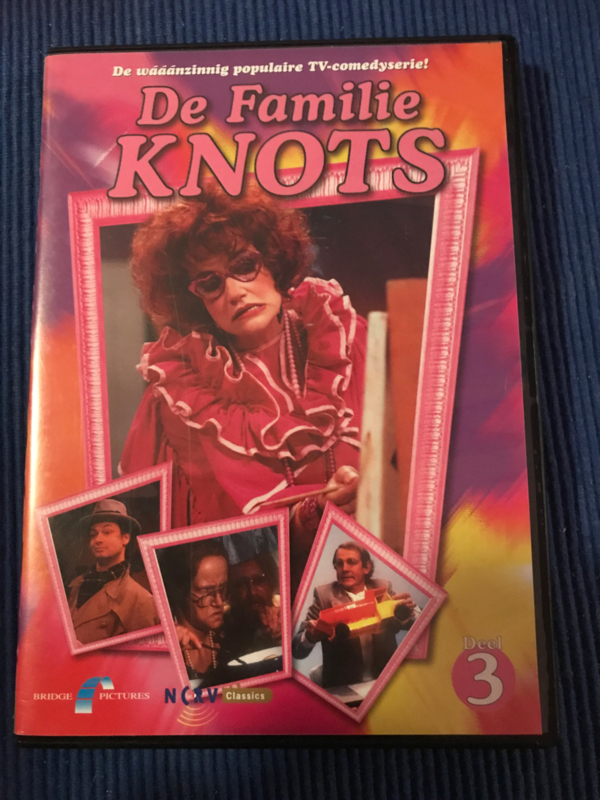 De wááánzinnig populaire TV-comedyserie!
De Familie
KNOTS
Deel
3
BRIDGE PICTURES
NCRV Classics